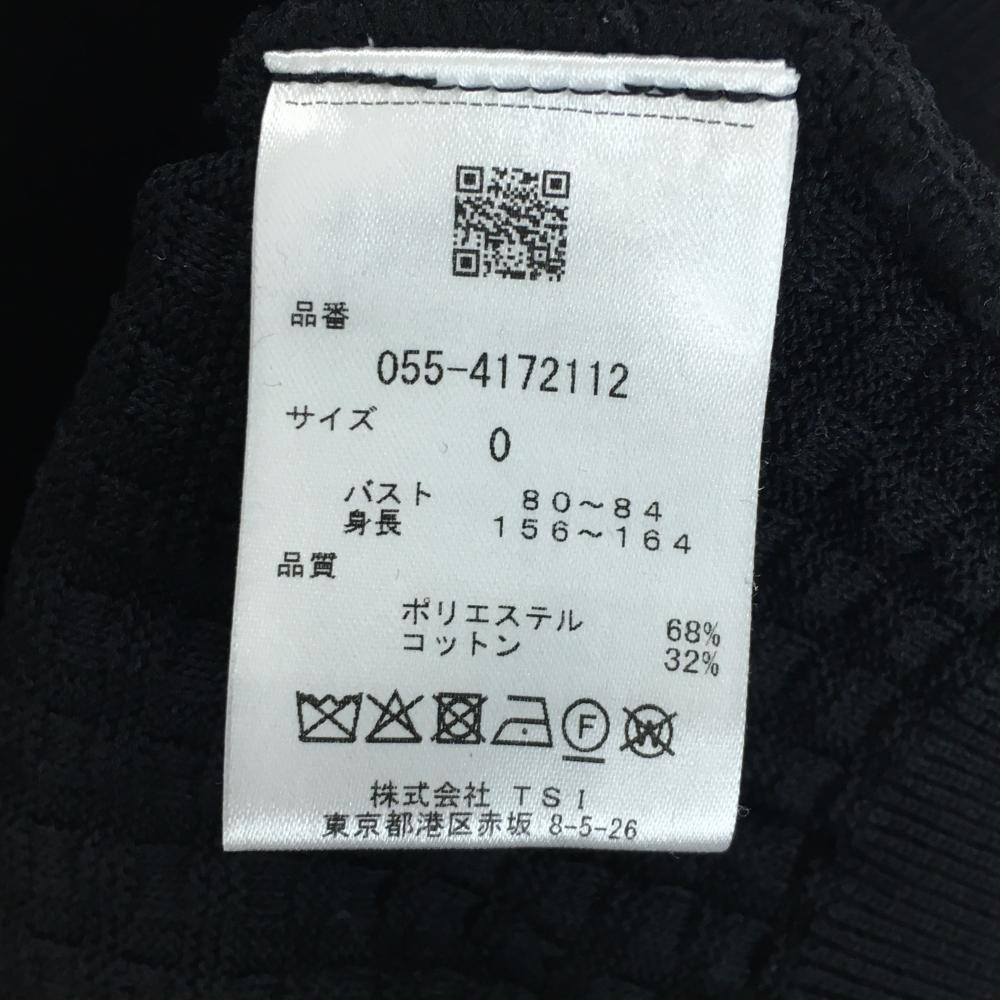 品番
055-4172112
サイズ
0
バスト 80~84
身長 156~164
品質
ポリエステル 68%
コットン 32%
F W
株式会社 TSI
東京都港区赤坂 8-5-26